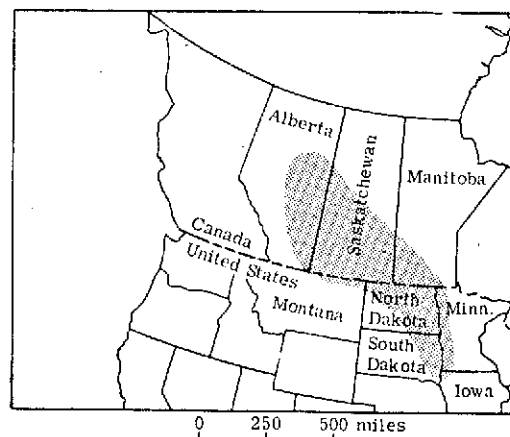 Alberta
Saskatchewan
Manitoba
Canada
United States
Montana
North
Dakota
Minn.
South
Dakota
Iowa
0 250 500 miles